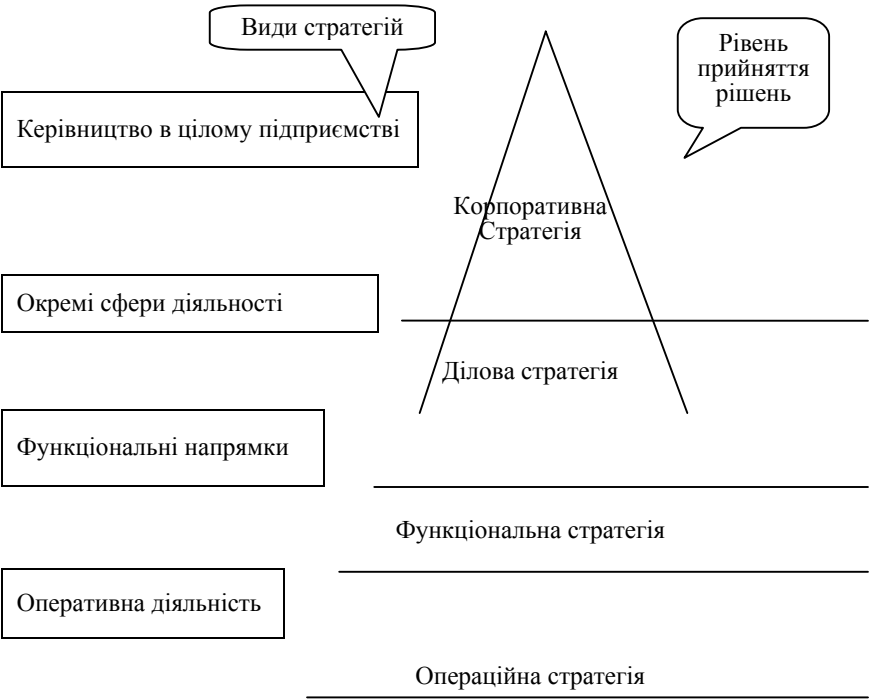 Види стратегій
Рівень
прийняття
рішень
Керівництво в цілому підприємстві
Корпоративна
Стратегія
Окремі сфери діяльності
Ділова стратегія
Функціональні напрямки
Функціональна стратегія
Оперативна діяльність
Операційна стратегія